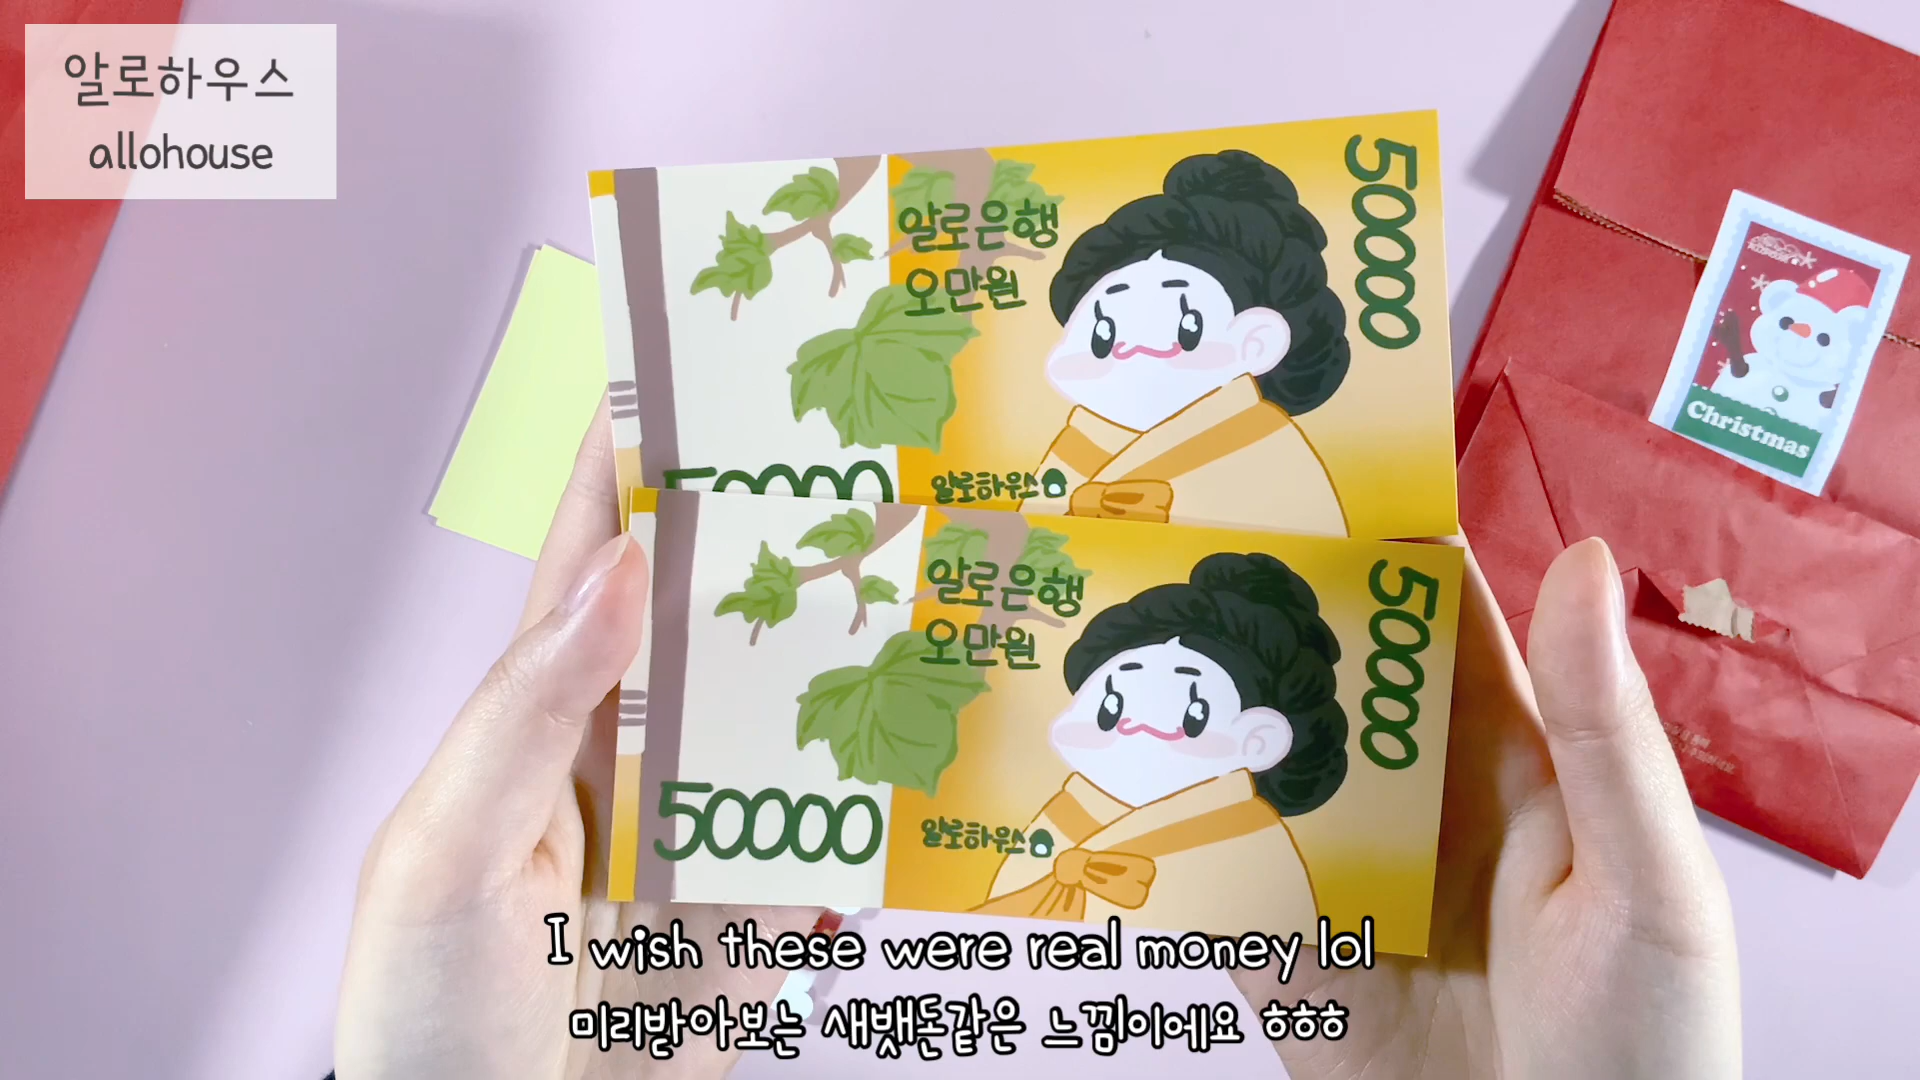 알로하우스
allohouse
알로은행
오만원
50000
50000
알로하우스
알로은행
오만원
50000
50000
알로하우스
Christmas
I wish these were real money lol
미리받아보는 새뱃돈같은 느낌이에요 ㅎㅎㅎ